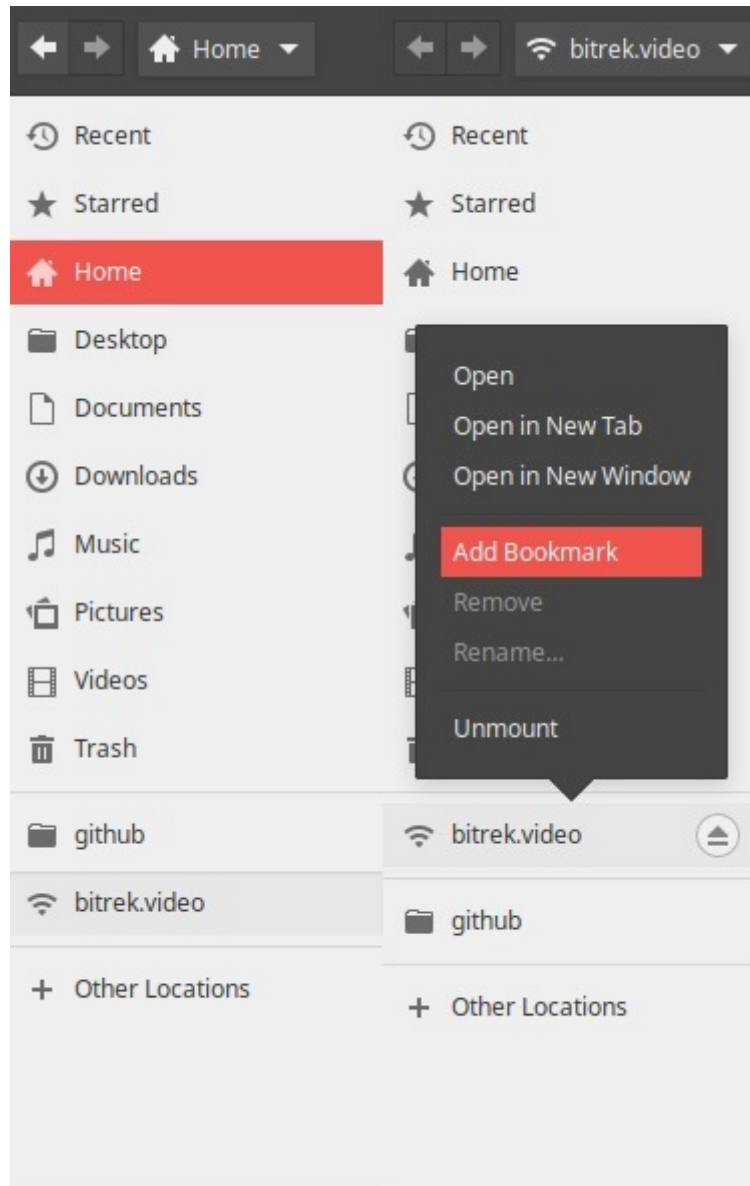 Home
Recent
Starred
Home
Desktop
Documents
Downloads
Music
Pictures
Videos
Trash
github
bitrek.video
Other Locations
bitrek.video
Recent
Starred
Home
Open
Open in New Tab
Open in New Window
Add Bookmark
Remove
Rename...
Unmount
bitrek.video
github
Other Locations